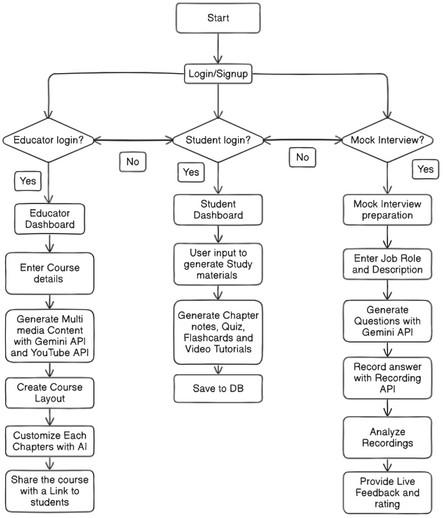 Start
Login/Signup
Educator login?
Student login?
Mock Interview?
No
No
Yes
Yes
Yes
Educator
Dashboard
Enter Course
details
Generate Multi
media Content
with Gemini API
and YouTube API
Create Course
Layout
Customize Each
Chapters with AI
Share the course
with a Link to
students
Student
Dashboard
User input to
generate Study
materials
Generate Chapter
notes, Quiz,
Flashcards and
Video Tutorials
Save to DB
Mock Interview
preparation
Enter Job Role
and Description
Generate
Questions with
Gemini API
Record answer
with Recording
API
Analyze
Recordings
Provide Live
Feedback and
rating